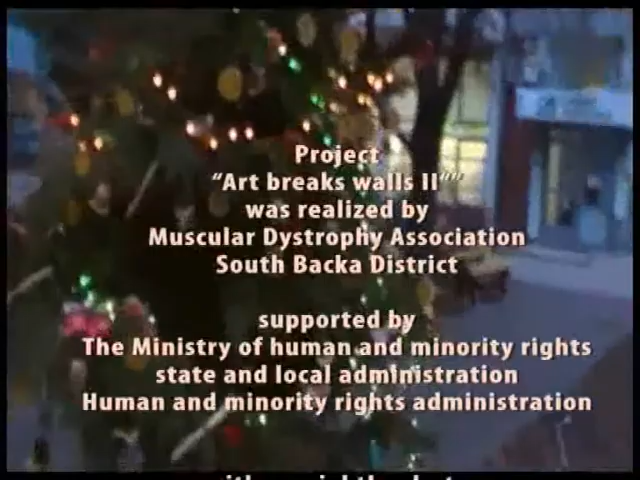 Project
“Art breaks walls II““
was realized by
Muscular Dystrophy Association
South Backa District
supported by
The Ministry of human and minority rights
state and local administration
Human and minority rights administration